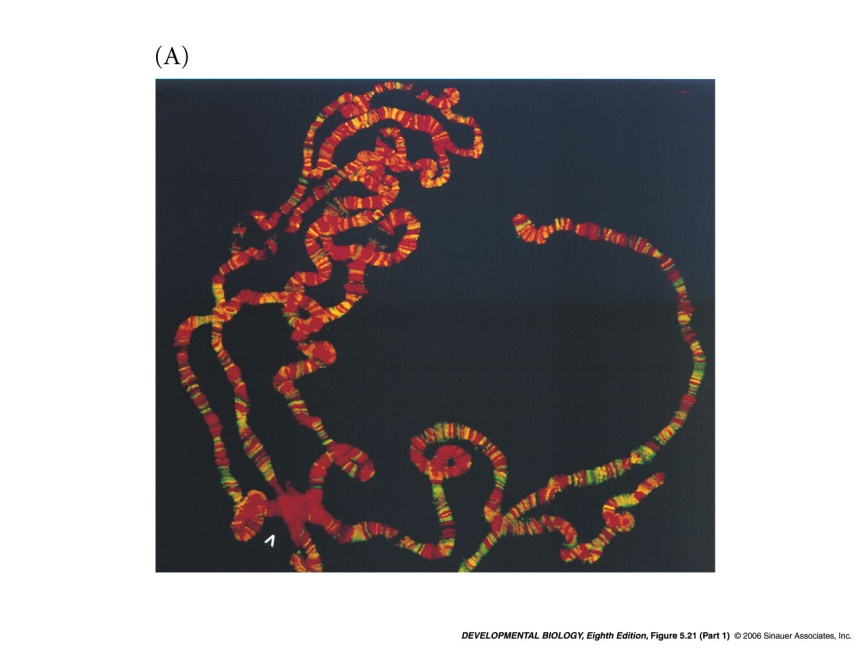 (A)
DEVELOPMENTAL BIOLOGY, Eighth Edition, Figure 5.21 (Part 1) © 2006 Sinauer Associates, Inc.